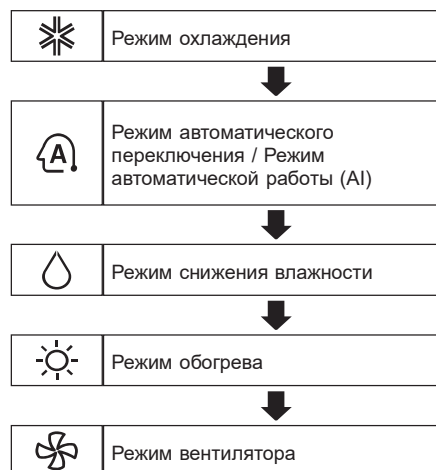 Режим охлаждения
A
Режим автоматического
переключения / Режим
автоматической работы (AI)
Режим снижения влажности
Режим обогрева
Режим вентилятора